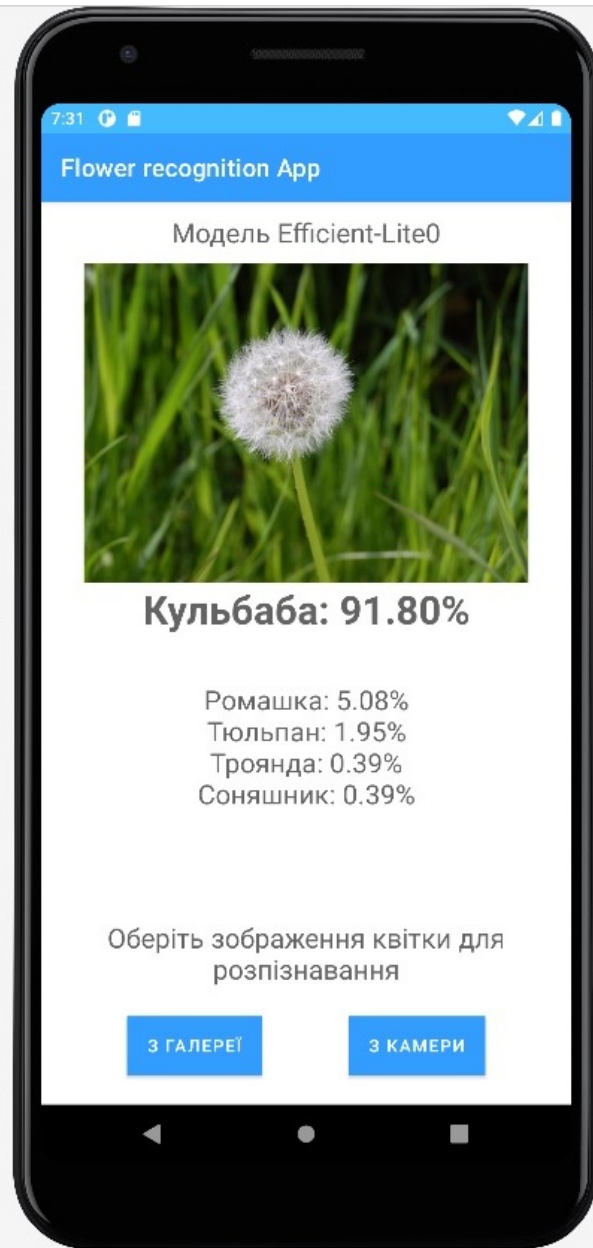 7:31
Flower recognition App
Модель Efficient-Lite0
Кульбаба: 91.80%
Ромашка: 5.08%
Тюльпан: 1.95%
Троянда: 0.39%
Соняшник: 0.39%
Оберіть зображення квітки для
розпізнавання
З ГАЛЕРЕЇ
З КАМЕРИ